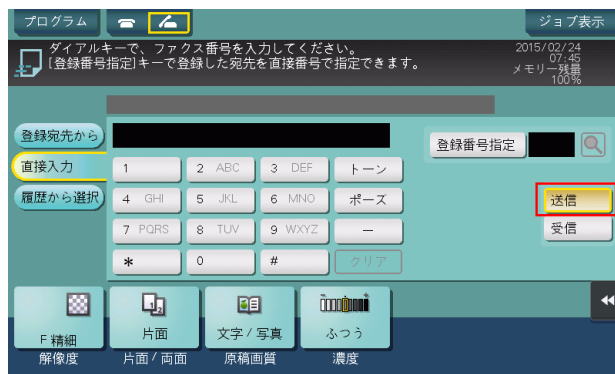 プログラム
ジョブ表示
ダイアルキーで、ファクス番号を入力してください。
[登録番号指定]キーで登録した宛先を直接番号で指定できます。
2015/02/24
07:45
メモリー残量
100%
登録宛先から
登録番号指定
直接入力
1
2 ABC
3 DEF
トーン
履歴から選択
4 GHI
5 JKL
6 MNO
ポーズ
送信
7 PQRS
8 TUV
9 WXYZ
－
受信
*
0
#
クリア
F精細
片面
文字/写真
ふつう
解像度
片面/両面
原稿画質
濃度